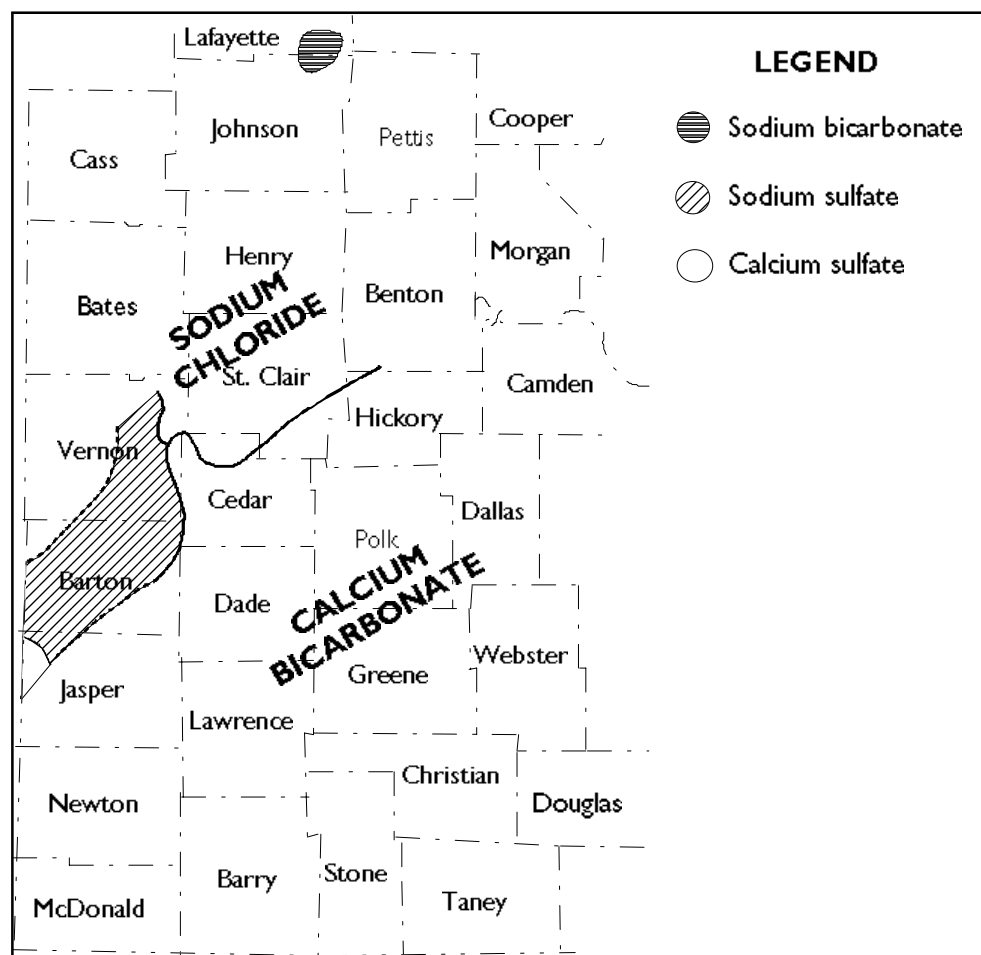 Lafayette
LEGEND
Johnson
Pettis
Cooper
Sodium bicarbonate
Cass
Sodium sulfate
Henry
Morgan
Calcium sulfate
Bates
Benton
SODIUM
CHLORIDE
St. Clair
Camden
Hickory
Vernon
Cedar
Dallas
Polk
Barton
Dade
CALCIUM
BICARBONATE
Webster
Greene
Jasper
Lawrence
Christian
Newton
Douglas
Barry
Stone
Taney
McDonald